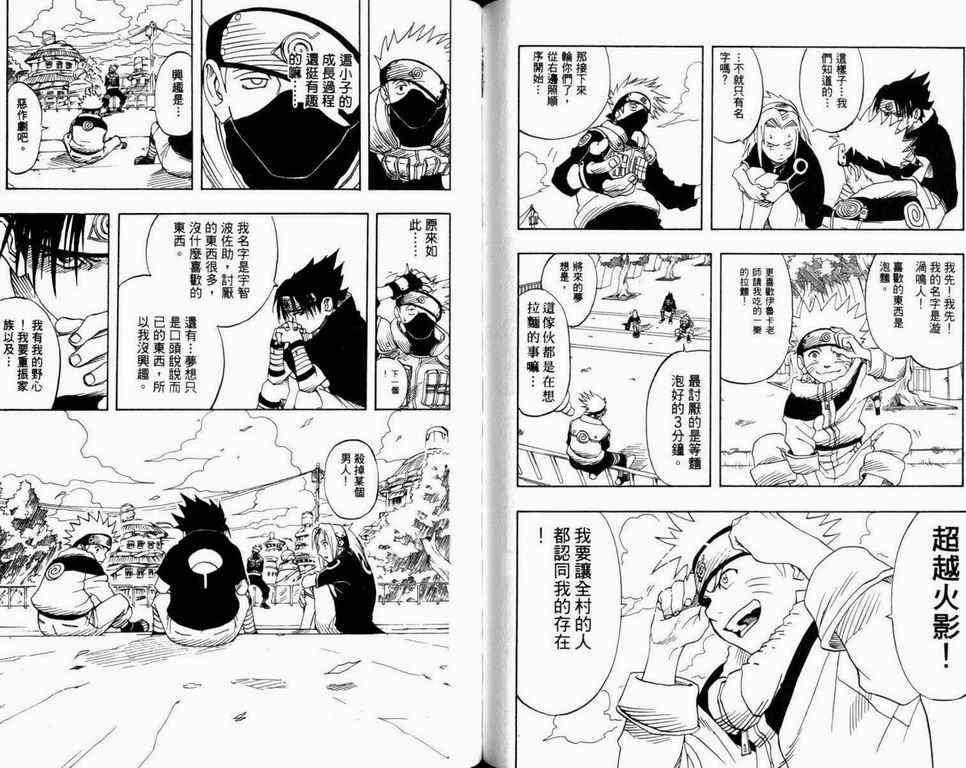 這樣子…我
們知道的…
…不就只有名
字嗎？
那接下來
輪你們了，
從右邊照順
序開始…
我先！我先！
我的名字是漩
渦鳴人！
喜歡的東西是
泡麵！
更喜歡伊魯卡老
師請我吃的一樂
的拉麵！
最討厭的是等麵
泡好的3分鐘。
這傢伙都是在想
拉麵的事嘛…
將來的夢
想是，
超越火影！
我要讓全村的人
都認同我的存在
！
這小子的
成長過程
還挺有趣
的嘛……
興趣是…
惡作劇吧。
原來如
此……
下一個
！
我名字是宇智
波佐助，討厭
的東西很多，
沒什麼喜歡的
東西。
還有…夢想只
是口頭說說而
已的東西，所
以我沒興趣。
我有我的野心
！我要重振家
族以及…
殺掉某個
男人！